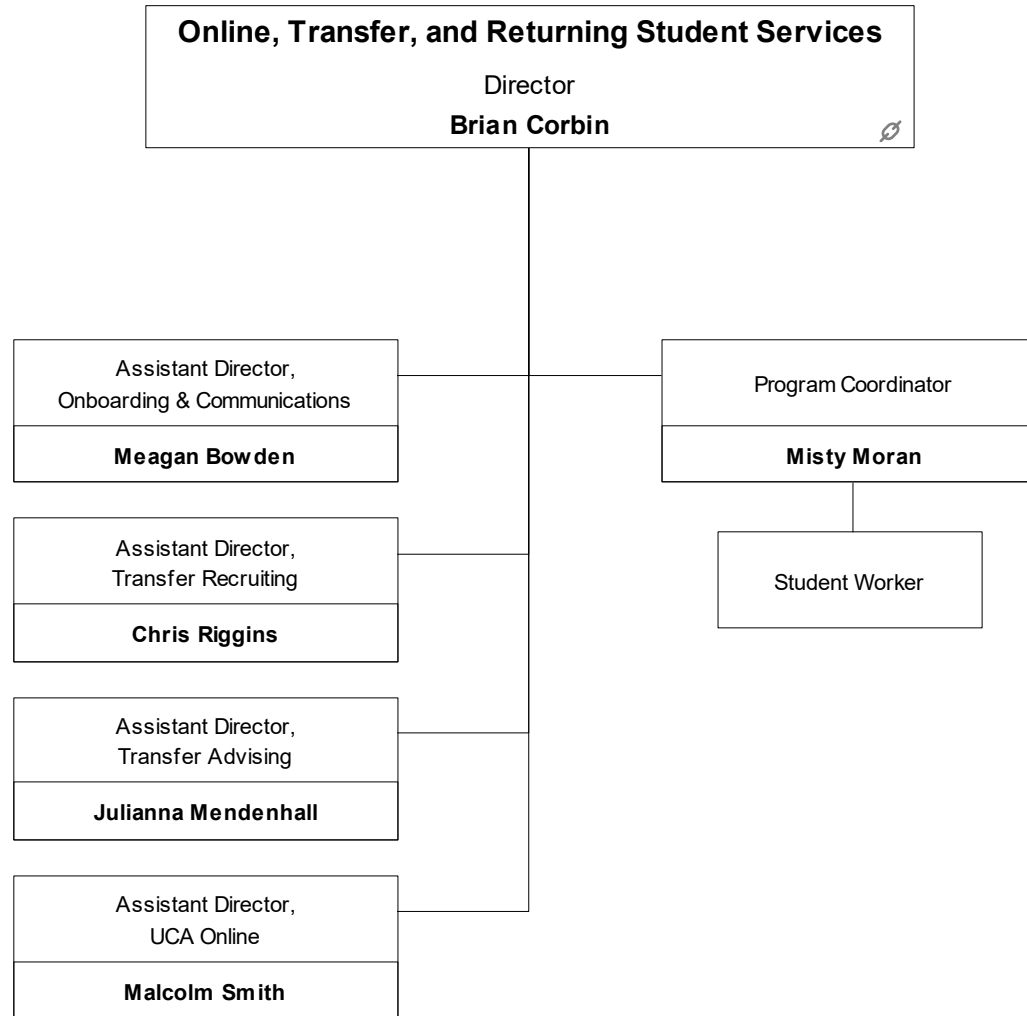 Online, Transfer, and Returning Student Services
Director
Brian Corbin
Assistant Director,
Onboarding & Communications
Meagan Bowden
Program Coordinator
Misty Moran
Student Worker
Assistant Director,
Transfer Recruiting
Chris Riggins
Assistant Director,
Transfer Advising
Julianna Mendenhall
Assistant Director,
UCA Online
Malcolm Smith